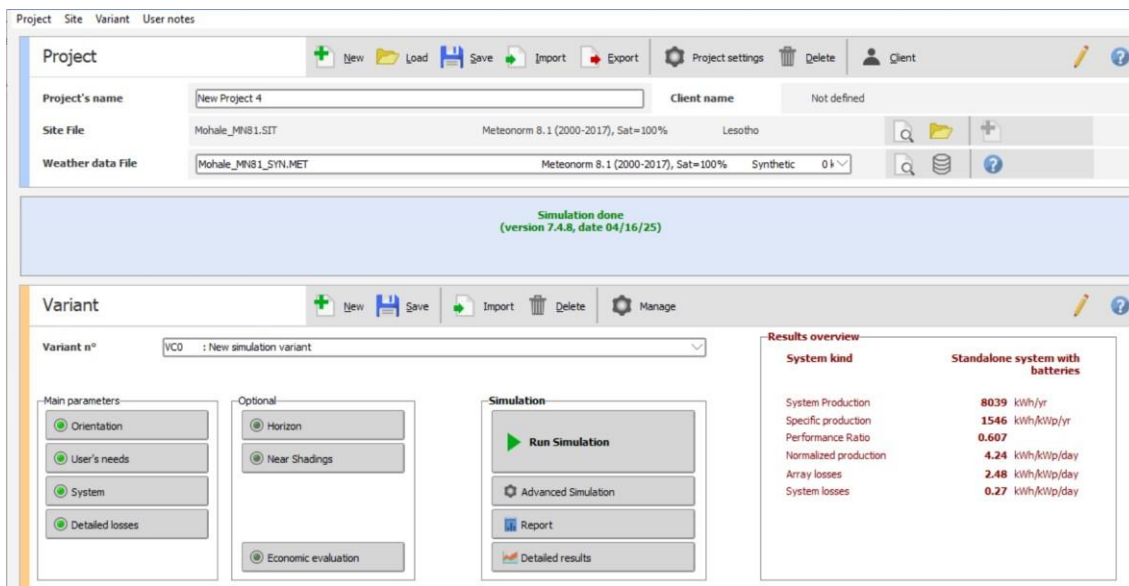 Project Site Variant User notes
Project New Load Save Import Export Project settings Delete Client
Project's name New Project 4 Client name Not defined
Site File Mohale_MN81.SIT Meteonorm 8.1 (2000-2017), Sat=100% Lesotho
Weather data File Mohale_MN81_SYN.MET Meteonorm 8.1 (2000-2017), Sat=100% Synthetic 0 k
Simulation done
(version 7.4.8, date 04/16/25)
Variant New Save Import Delete Manage
Variant n° VC0 : New simulation variant
Main parameters
Orientation
User's needs
System
Detailed losses
Optional
Horizon
Near Shadings
Economic evaluation
Simulation
Run Simulation
Advanced Simulation
Report
Detailed results
Results overview
System kind Standalone system with
batteries
System Production 8039 kWh/yr
Specific production 1546 kWh/kWp/yr
Performance Ratio 0.607
Normalized production 4.24 kWh/kWp/day
Array losses 2.48 kWh/kWp/day
System losses 0.27 kWh/kWp/day